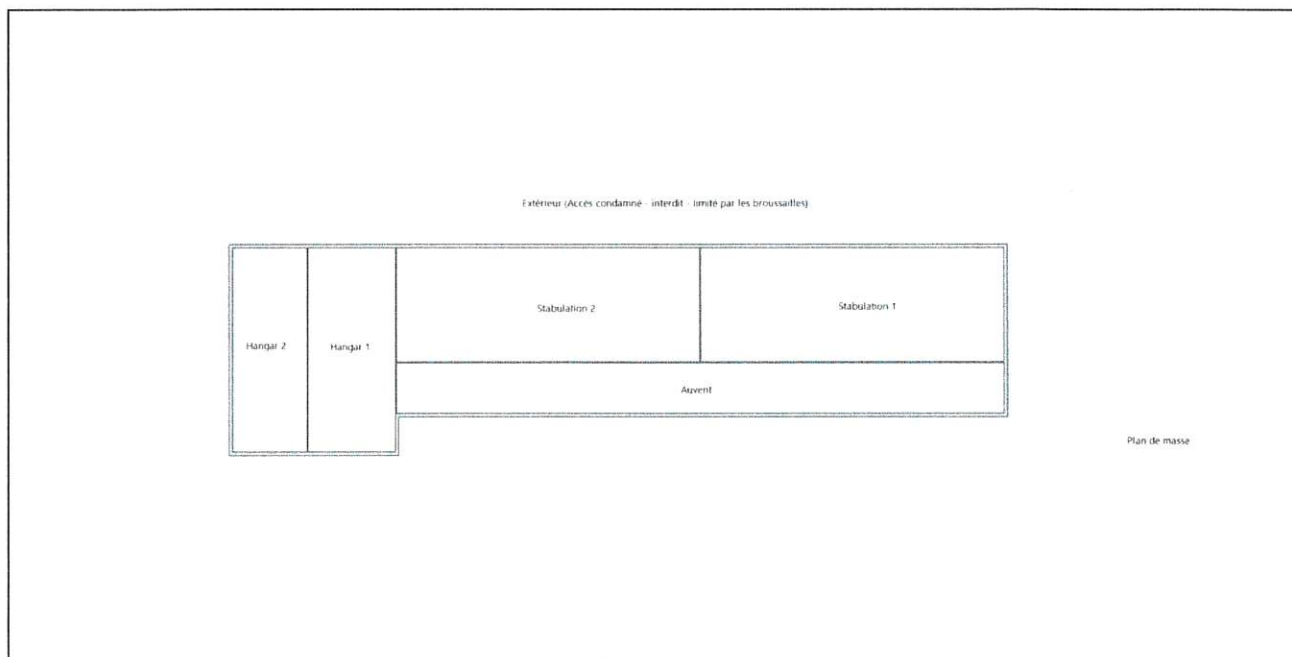 Extérieur (Accès condamné - interdit - limité par les broussailles)
Stabulation 2
Stabulation 1
Hangar 2
Hangar 1
Auvent
Plan de masse